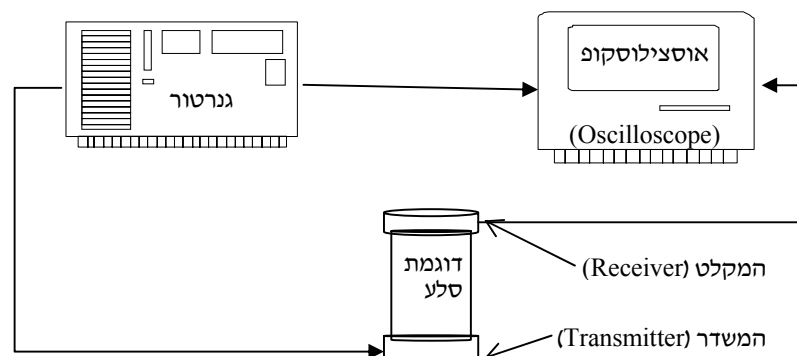 גנרטור
אוסצילוסקופ
(Oscilloscope)
דוגמת
סלע
המקלט (Receiver)
המשדר (Transmitter)